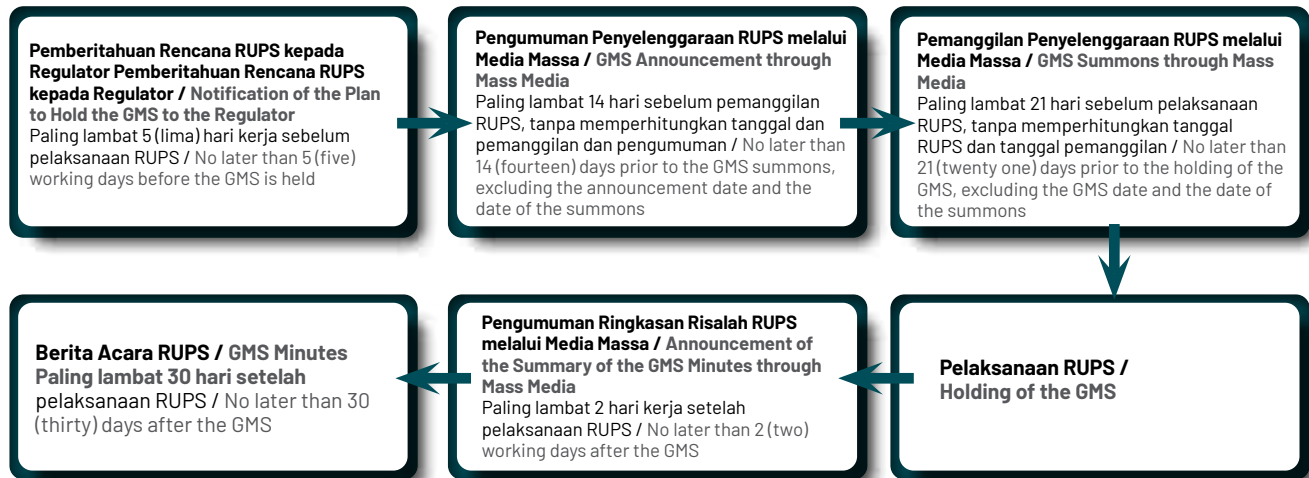 Pemberitahuan Rencana RUPS kepada
Regulator Pemberitahuan Rencana RUPS
kepada Regulator / Notification of the Plan
to Hold the GMS to the Regulator
Paling lambat 5 (lima) hari kerja sebelum
pelaksanaan RUPS / No later than 5 (five)
working days before the GMS is held
Pengumuman Penyelenggaraan RUPS melalui
Media Massa / GMS Announcement through
Mass Media
Paling lambat 14 hari sebelum pemanggilan
RUPS, tanpa memperhitungkan tanggal dan
pemanggilan dan pengumuman / No later than
14 (fourteen) days prior to the GMS summons,
excluding the announcement date and the
date of the summons
Pemanggilan Penyelenggaraan RUPS melalui
Media Massa / GMS Summons through Mass
Media
Paling lambat 21 hari sebelum pelaksanaan
RUPS, tanpa memperhitungkan tanggal
RUPS dan tanggal pemanggilan / No later than
21 (twenty one) days prior to the holding of the
GMS, excluding the GMS date and the date of
the summons
Pelaksanaan RUPS /
Holding of the GMS
Pengumuman Ringkasan Risalah RUPS
melalui Media Massa / Announcement of
the Summary of the GMS Minutes through
Mass Media
Paling lambat 2 hari kerja setelah
pelaksanaan RUPS / No later than 2 (two)
working days after the GMS
Berita Acara RUPS / GMS Minutes
Paling lambat 30 hari setelah
pelaksanaan RUPS / No later than 30
(thirty) days after the GMS